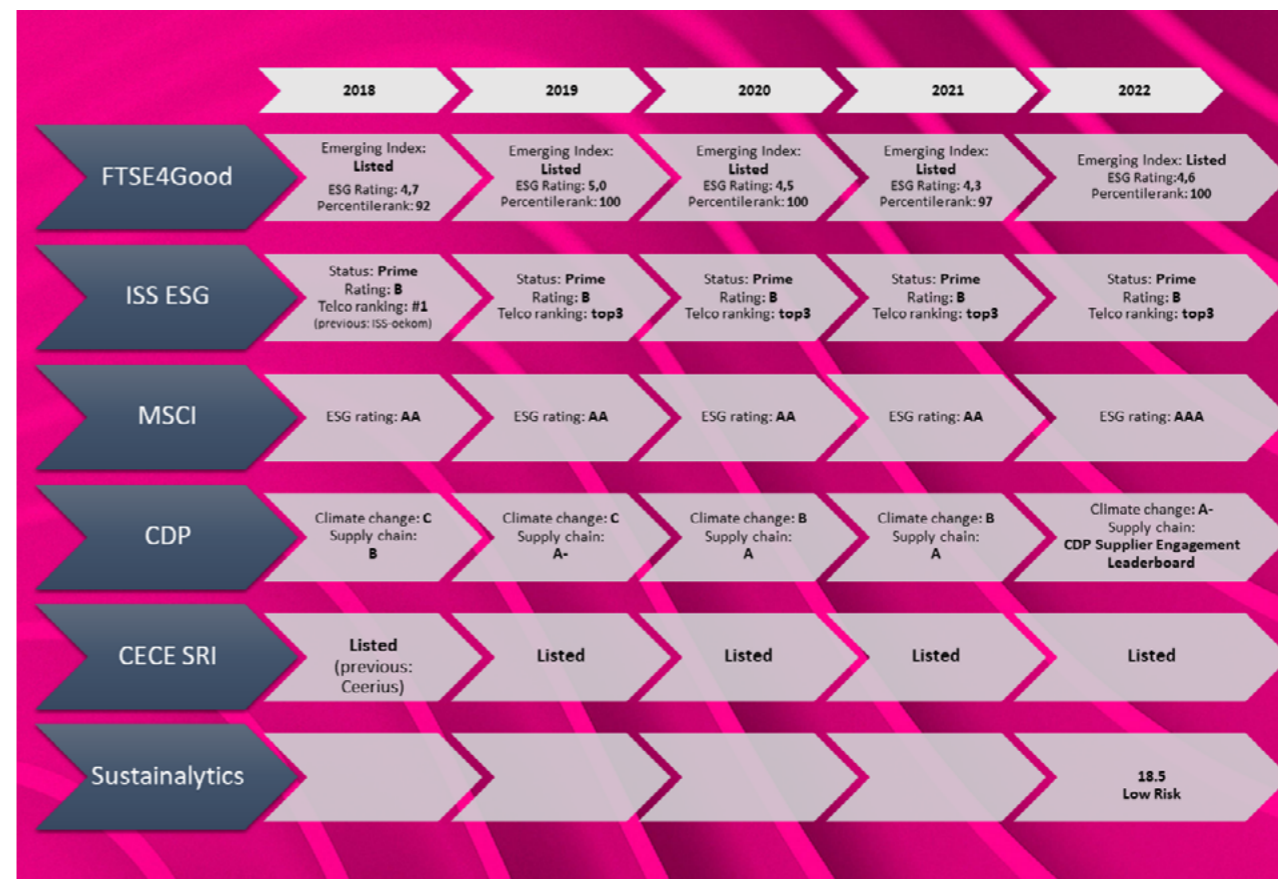 2018
2019
2020
2021
2022
FTSE4Good
Emerging Index:
Listed
ESG Rating: 4,7
Percentilerank: 92
Emerging Index:
Listed
ESG Rating: 5,0
Percentilerank: 100
Emerging Index:
Listed
ESG Rating: 4,5
Percentilerank: 100
Emerging Index:
Listed
ESG Rating: 4,3
Percentilerank: 97
Emerging Index: Listed
ESG Rating:4,6
Percentilerank: 100
ISS ESG
Status: Prime
Rating: B
Telco ranking: #1
(previous: ISS-oekom)
Status: Prime
Rating: B
Telco ranking: top3
Status: Prime
Rating: B
Telco ranking: top3
Status: Prime
Rating: B
Telco ranking: top3
Status: Prime
Rating: B
Telco ranking: top3
MSCI
ESG rating: AA
ESG rating: AA
ESG rating: AA
ESG rating: AA
ESG rating: AAA
CDP
Climate change: C
Supply chain:
B
Climate change: C
Supply chain:
A-
Climate change: B
Supply chain:
A
Climate change: B
Supply chain:
A
Climate change: A-
Supply chain:
CDP Supplier Engagement
Leaderboard
CECE SRI
Listed
(previous:
Ceerius)
Listed
Listed
Listed
Listed
Sustainalytics
18.5
Low Risk